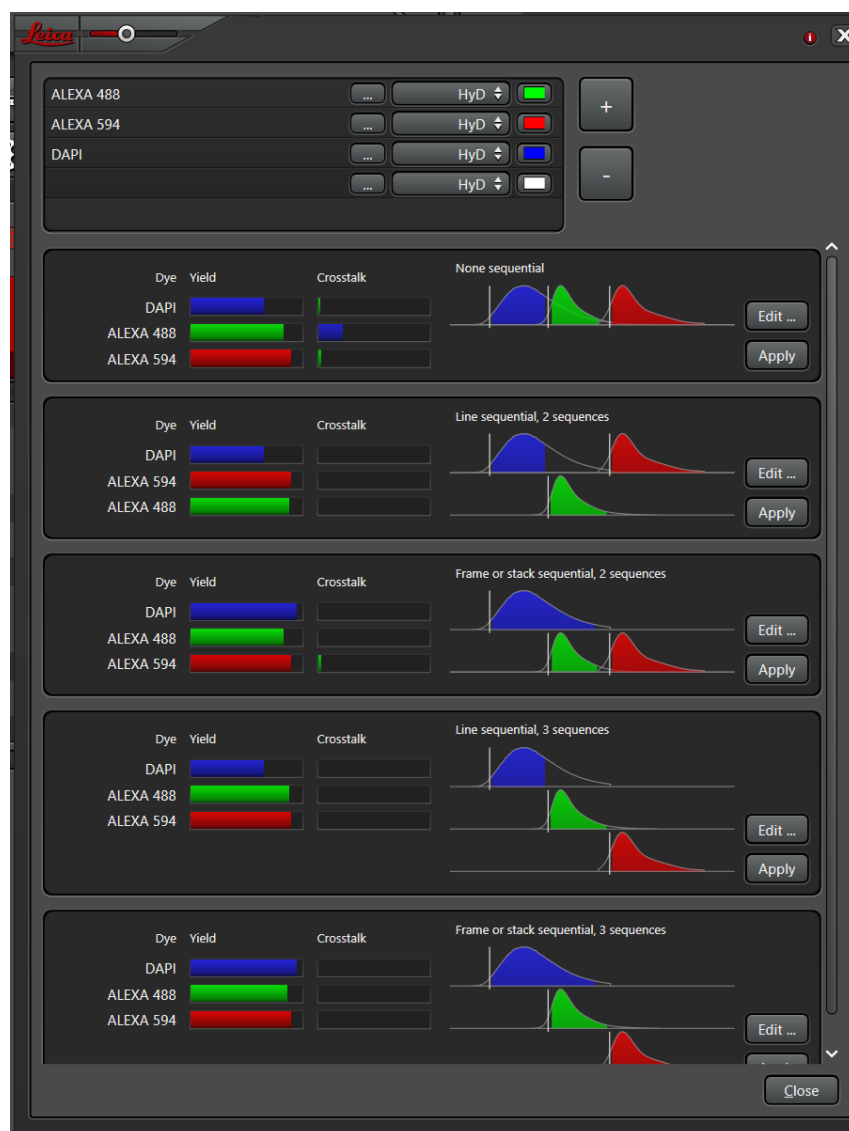 Leica
ALEXA 488 ... HyD
ALEXA 594 ... HyD
DAPI ... HyD
... HyD
+
-
None sequential
Dye Yield Crosstalk
DAPI
ALEXA 488
ALEXA 594
Edit ...
Apply
Line sequential, 2 sequences
Dye Yield Crosstalk
DAPI
ALEXA 594
ALEXA 488
Edit ...
Apply
Frame or stack sequential, 2 sequences
Dye Yield Crosstalk
DAPI
ALEXA 488
ALEXA 594
Edit ...
Apply
Line sequential, 3 sequences
Dye Yield Crosstalk
DAPI
ALEXA 488
ALEXA 594
Edit ...
Apply
Frame or stack sequential, 3 sequences
Dye Yield Crosstalk
DAPI
ALEXA 488
ALEXA 594
Edit ...
Close